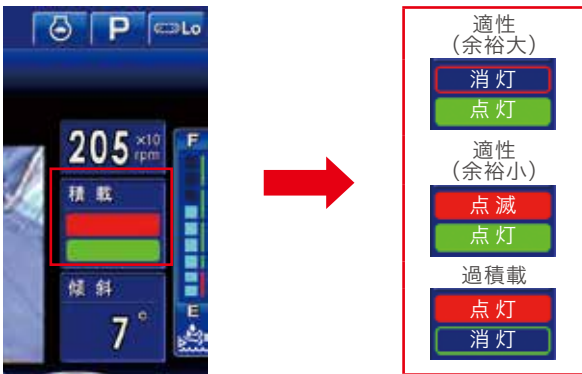 P
Lo
205 ×10 rpm
F
積載
傾斜
7°
E
適性
（余裕大）
消灯
点灯
適性
（余裕小）
点滅
点灯
過積載
点灯
消灯